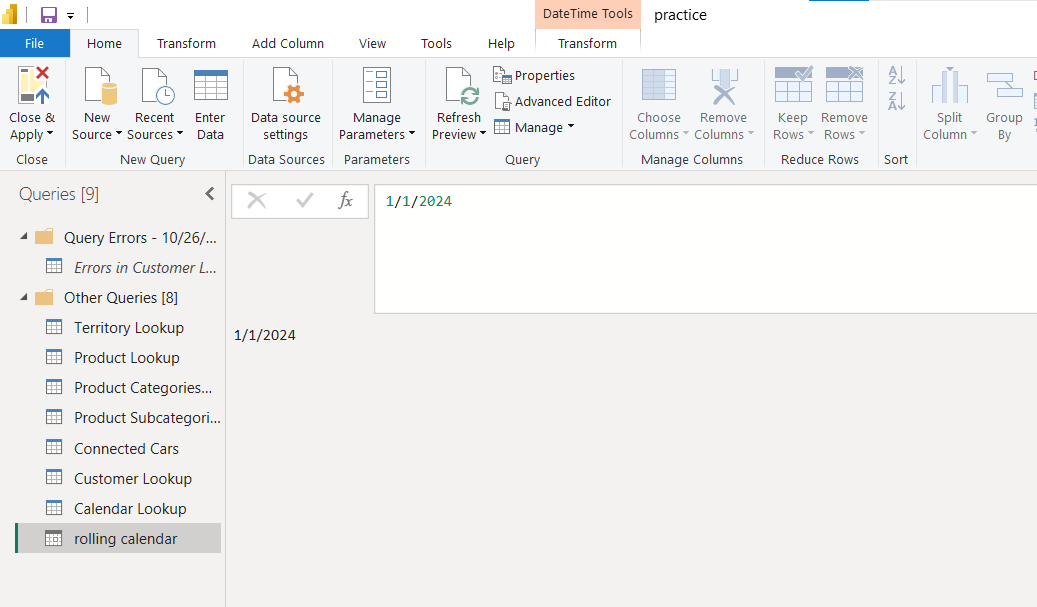 DateTime Tools practice
File Home Transform Add Column View Tools Help Transform
Close & Apply
New Source
Recent Sources
Enter Data
Data source settings
Manage Parameters
Refresh Preview
Properties
Advanced Editor
Manage
Choose Columns
Remove Columns
Keep Rows
Remove Rows
Split Column
Group By
Close New Query Data Sources Parameters Query Manage Columns Reduce Rows Sort
Queries [9]
fx
1/1/2024
Query Errors - 10/26/...
Errors in Customer L...
Other Queries [8]
1/1/2024
Territory Lookup
Product Lookup
Product Categories...
Product Subcategori...
Connected Cars
Customer Lookup
Calendar Lookup
rolling calendar